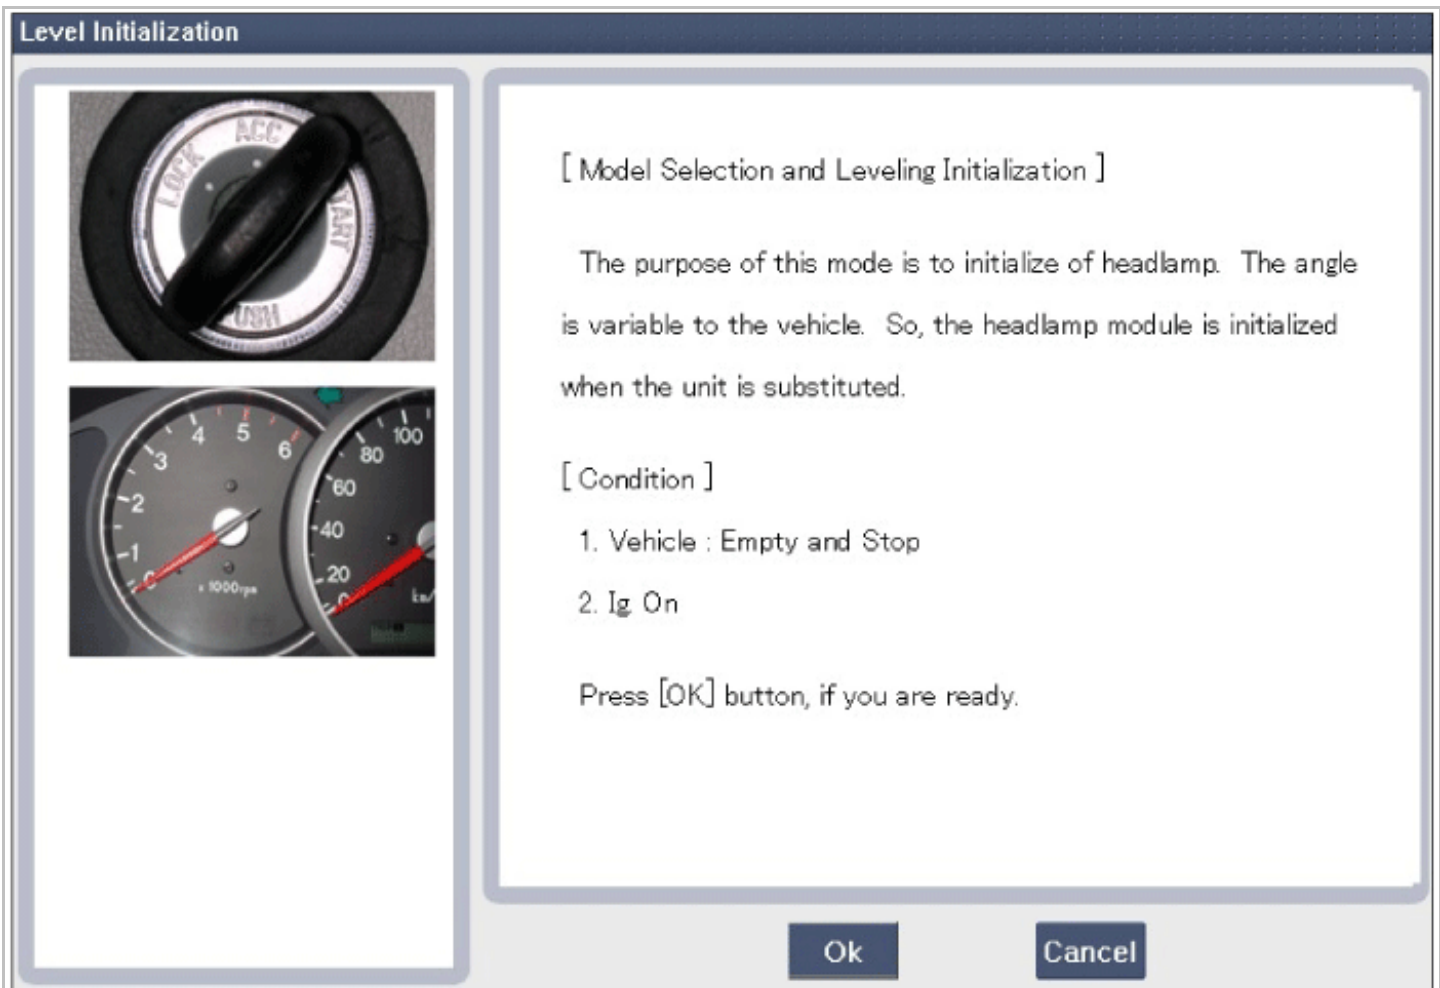 Level Initialization
ACC
LOCK
START
PUSH
[ Model Selection and Leveling Initialization ]
The purpose of this mode is to initialize of headlamp. The angle
is variable to the vehicle. So, the headlamp module is initialized
when the unit is substituted.
[ Condition ]
1. Vehicle : Empty and Stop
2. Ig On
Press [OK] button, if you are ready.
0 1 2 3 4 5 6
x 1000rpm
0 20 40 60 80 100
km/
Ok
Cancel